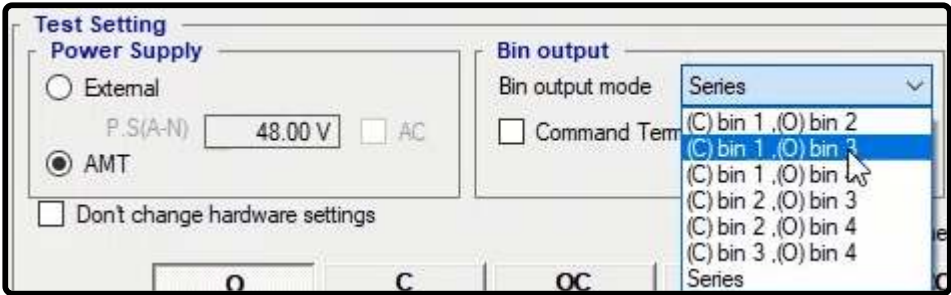 Test Setting
Power Supply
External
P.S(A-N) 48.00 V AC
AMT
Don't change hardware settings
Bin output
Bin output mode Series
Command Term
(C) bin 1 ,(O) bin 2
(C) bin 1 ,(O) bin 3
(C) bin 1 ,(O) bin
(C) bin 2 ,(O) bin 3
(C) bin 2 ,(O) bin 4
(C) bin 3 ,(O) bin 4
Series
O C OC